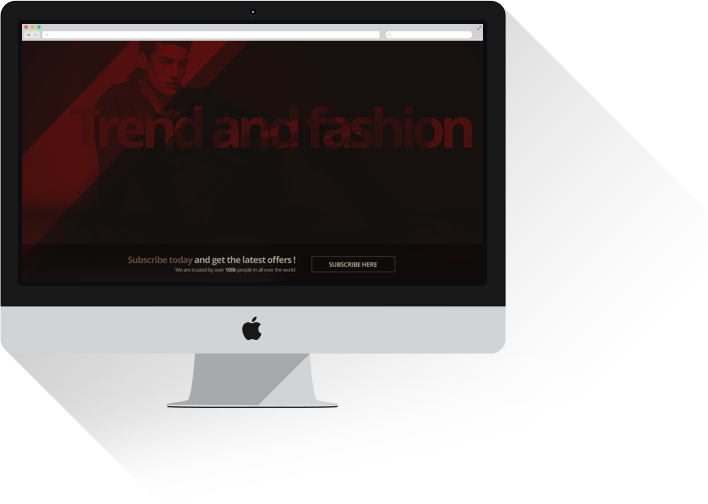 Trend and fashion
Subscribe today and get the latest offers !
We are trusted by over 100k people in all over the world
SUBSCRIBE HERE